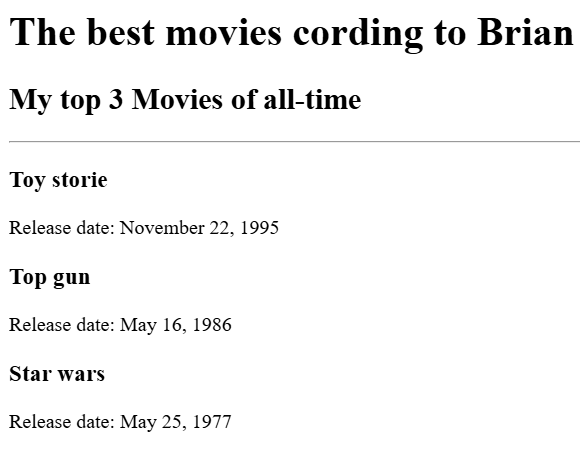 The best movies cording to Brian
My top 3 Movies of all-time
Toy storie
Release date: November 22, 1995
Top gun
Release date: May 16, 1986
Star wars
Release date: May 25, 1977